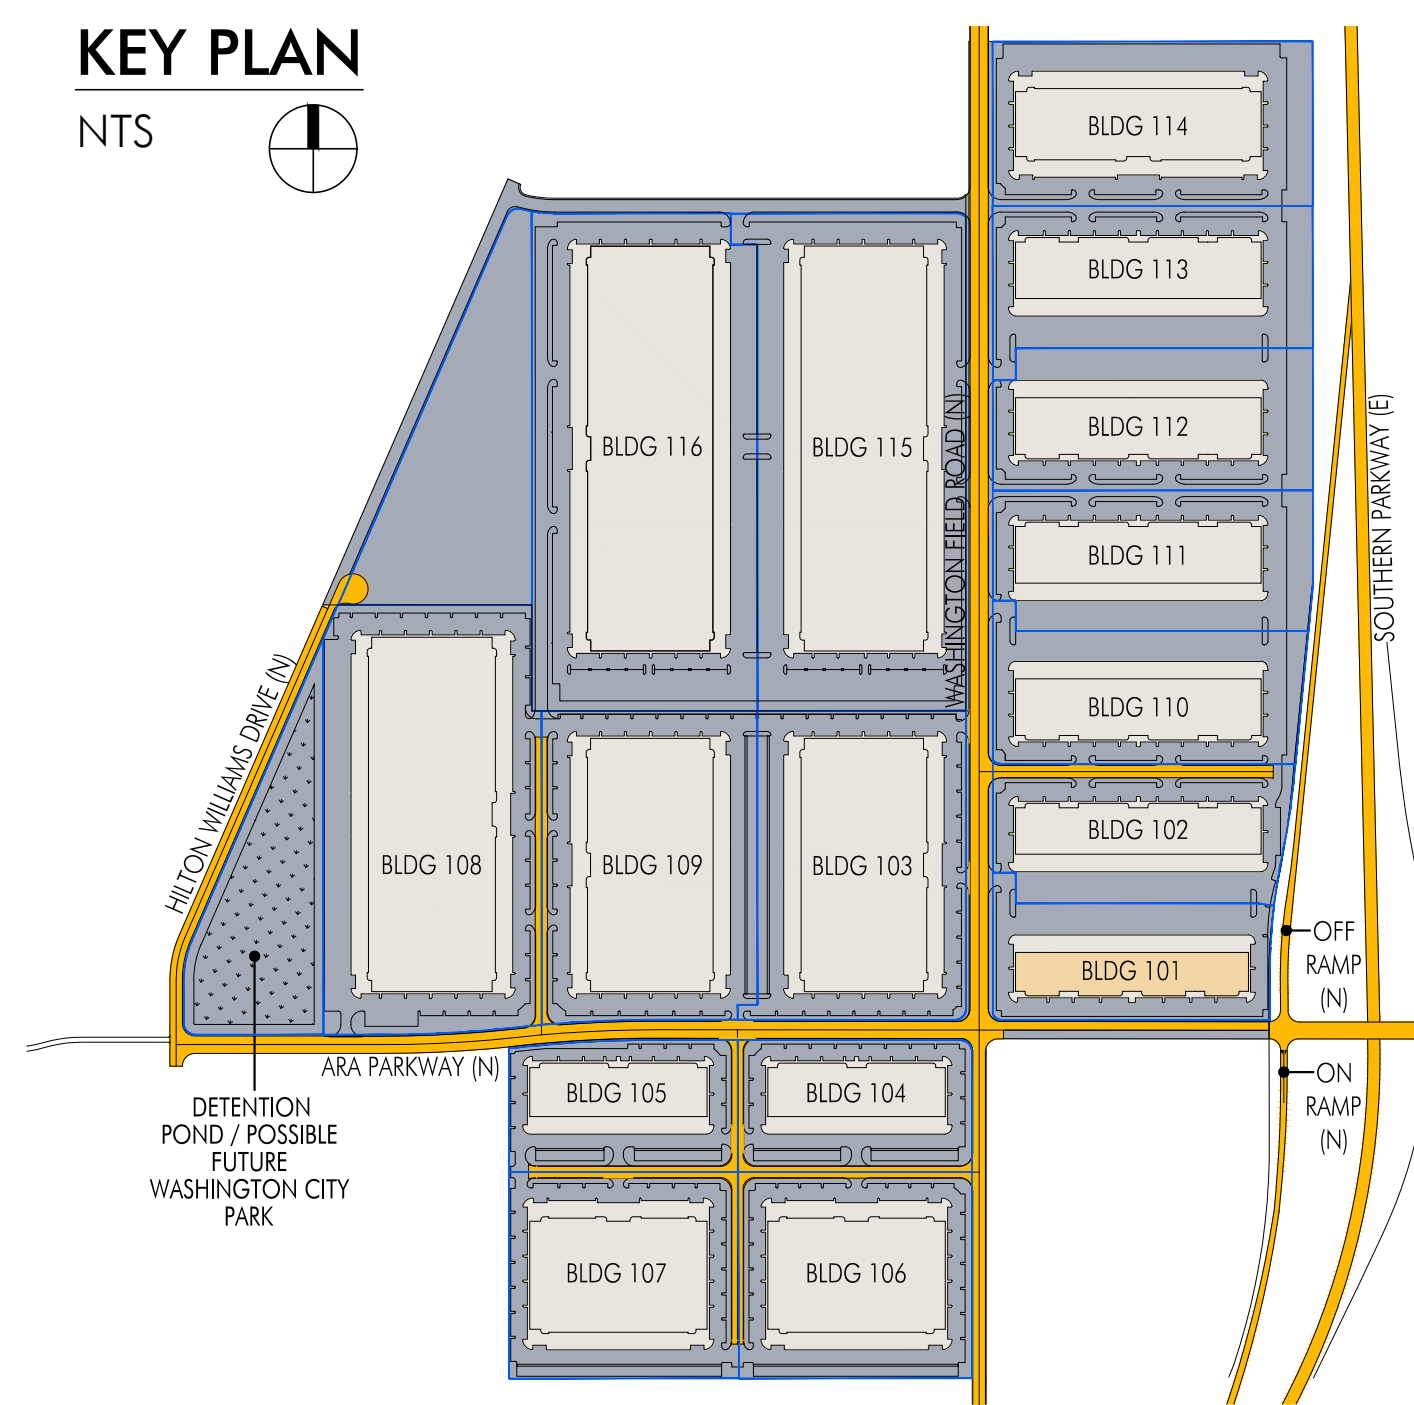 KEY PLAN
NTS
BLDG 114
BLDG 113
BLDG 116
BLDG 115
WASHINGTON FIELD ROAD (N)
BLDG 112
SOUTHERN PARKWAY (E)
BLDG 111
BLDG 110
HILTON WILLIAMS DRIVE (N)
BLDG 108
BLDG 109
BLDG 103
BLDG 102
BLDG 101
OFF
RAMP
(N)
ARA PARKWAY (N)
ON
RAMP
(N)
BLDG 105
BLDG 104
DETENTION
POND / POSSIBLE
FUTURE
WASHINGTON CITY
PARK
BLDG 107
BLDG 106